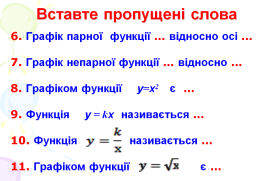 Вставте пропущені слова
6. Графік парної функції ... відносно осі ...
7. Графік непарної функції ... відносно ...
8. Графіком функції y=x² є ...
9. Функція y = kx називається ...
10. Функція y = k/x називається ...
11. Графіком функції y = √x є ...